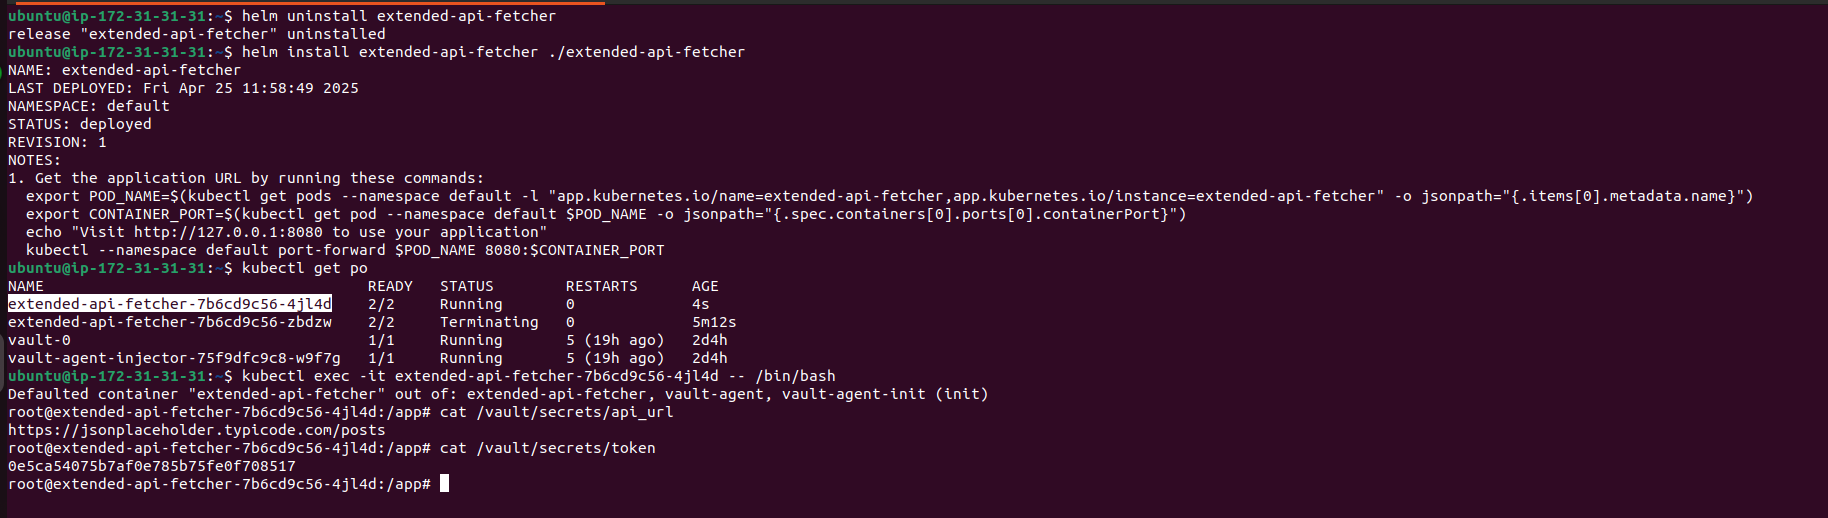 ubuntu@ip-172-31-31-31:~$ helm uninstall extended-api-fetcher
release "extended-api-fetcher" uninstalled
ubuntu@ip-172-31-31-31:~$ helm install extended-api-fetcher ./extended-api-fetcher
NAME: extended-api-fetcher
LAST DEPLOYED: Fri Apr 25 11:58:49 2025
NAMESPACE: default
STATUS: deployed
REVISION: 1
NOTES:
1. Get the application URL by running these commands:
  export POD_NAME=$(kubectl get pods --namespace default -l "app.kubernetes.io/name=extended-api-fetcher,app.kubernetes.io/instance=extended-api-fetcher" -o jsonpath="{.items[0].metadata.name}")
  export CONTAINER_PORT=$(kubectl get pod --namespace default $POD_NAME -o jsonpath="{.spec.containers[0].ports[0].containerPort}")
  echo "Visit http://127.0.0.1:8080 to use your application"
  kubectl --namespace default port-forward $POD_NAME 8080:$CONTAINER_PORT
ubuntu@ip-172-31-31-31:~$ kubectl get po
NAME                                    READY   STATUS        RESTARTS      AGE
extended-api-fetcher-7b6cd9c56-4jl4d    2/2     Running       0             4s
extended-api-fetcher-7b6cd9c56-zbdzw    2/2     Terminating   0             5m12s
vault-0                                 1/1     Running       5 (19h ago)   2d4h
vault-agent-injector-75f9dfc9c8-w9f7g   1/1     Running       5 (19h ago)   2d4h
ubuntu@ip-172-31-31-31:~$ kubectl exec -it extended-api-fetcher-7b6cd9c56-4jl4d -- /bin/bash
Defaulted container "extended-api-fetcher" out of: extended-api-fetcher, vault-agent, vault-agent-init (init)
root@extended-api-fetcher-7b6cd9c56-4jl4d:/app# cat /vault/secrets/api_url
https://jsonplaceholder.typicode.com/posts
root@extended-api-fetcher-7b6cd9c56-4jl4d:/app# cat /vault/secrets/token
0e5ca54075b7af0e785b75fe0f708517
root@extended-api-fetcher-7b6cd9c56-4jl4d:/app#